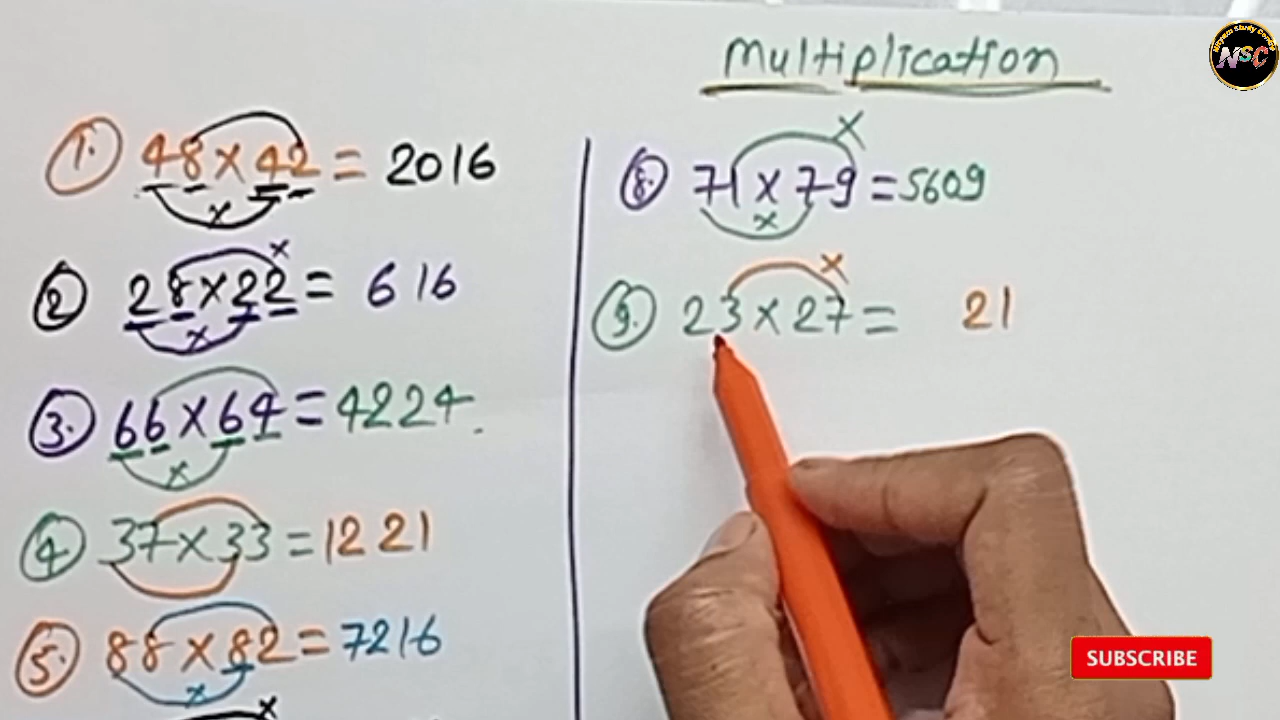 Multiplication
1. 48 x 42 = 2016
2 28 x 22 = 616
3. 66 x 64 = 4224.
4 37 x 33 = 1221
5. 88 x 82 = 7216
8. 71 x 79 = 5609
9. 23 x 27 = 21
NSC
SUBSCRIBE